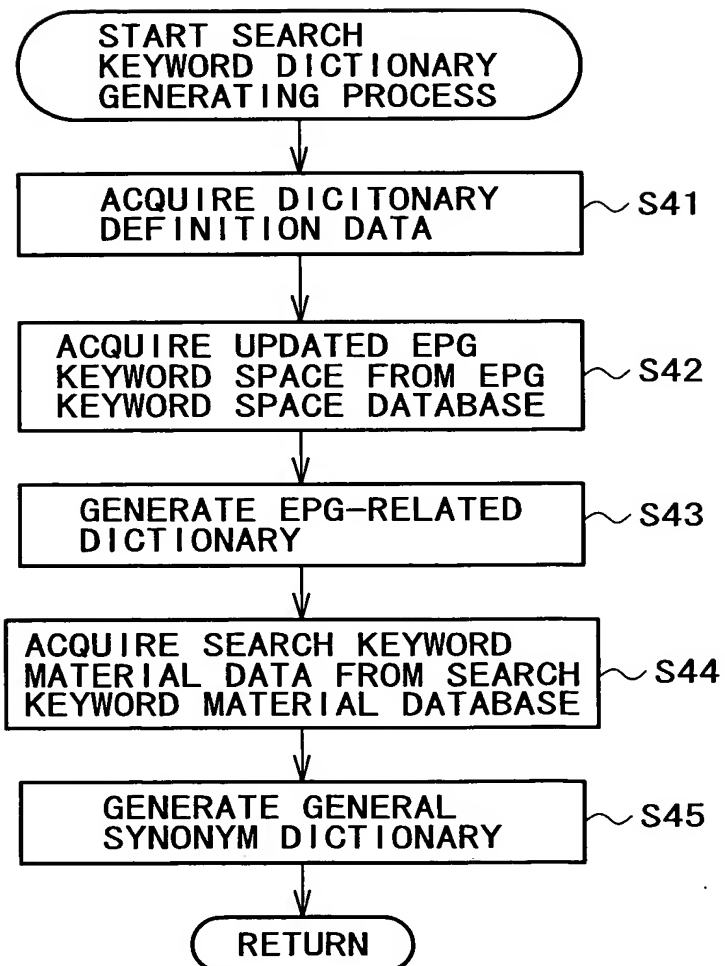 START SEARCH
KEYWORD DICTIONARY
GENERATING PROCESS
ACQUIRE DICITONARY
DEFINITION DATA
S41
ACQUIRE UPDATED EPG
KEYWORD SPACE FROM EPG
KEYWORD SPACE DATABASE
S42
GENERATE EPG-RELATED
DICTIONARY
S43
ACQUIRE SEARCH KEYWORD
MATERIAL DATA FROM SEARCH
KEYWORD MATERIAL DATABASE
S44
GENERATE GENERAL
SYNONYM DICTIONARY
S45
RETURN